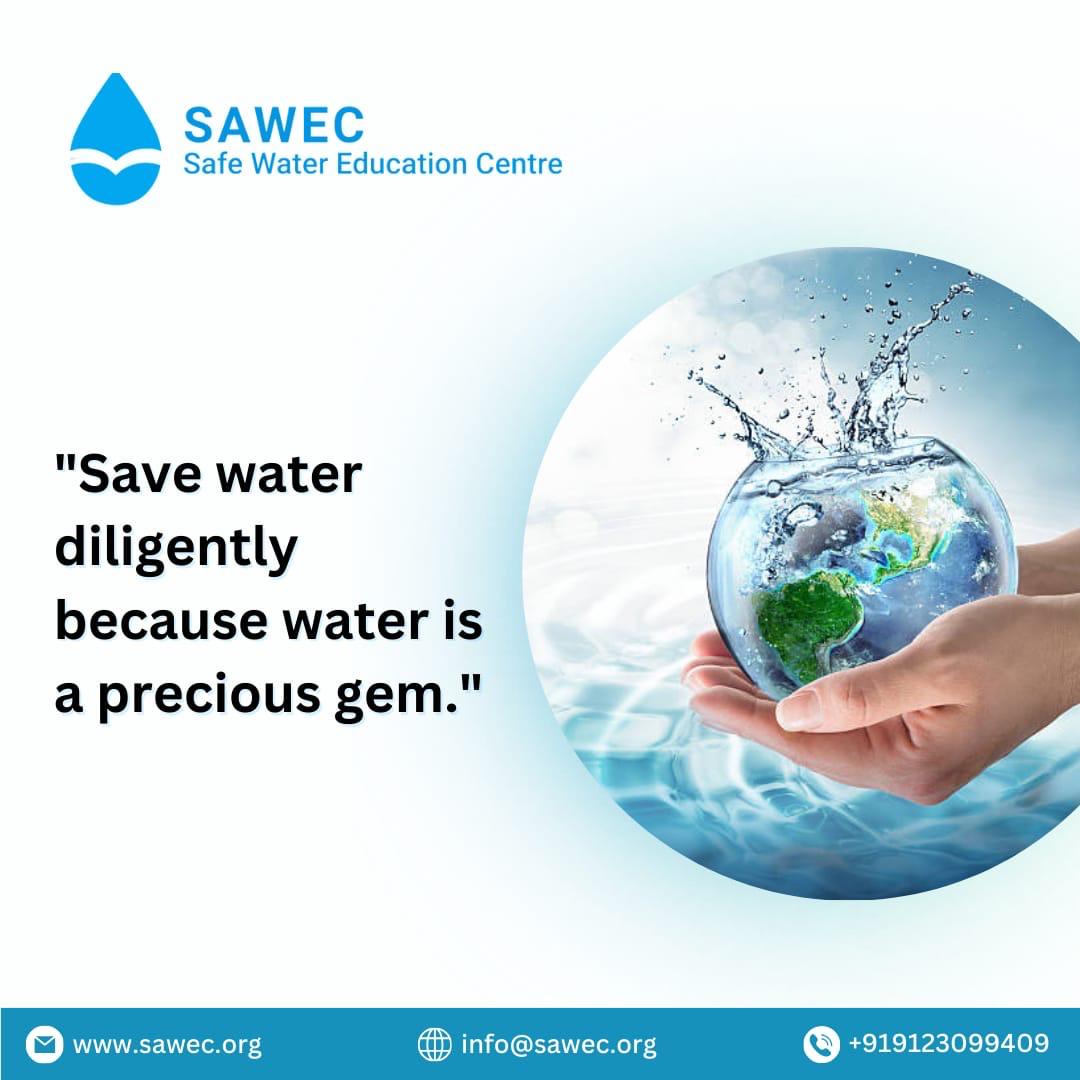 SAWEC
Safe Water Education Centre
"Save water
diligently
because water is
a precious gem."
www.sawec.org
info@sawec.org
+919123099409